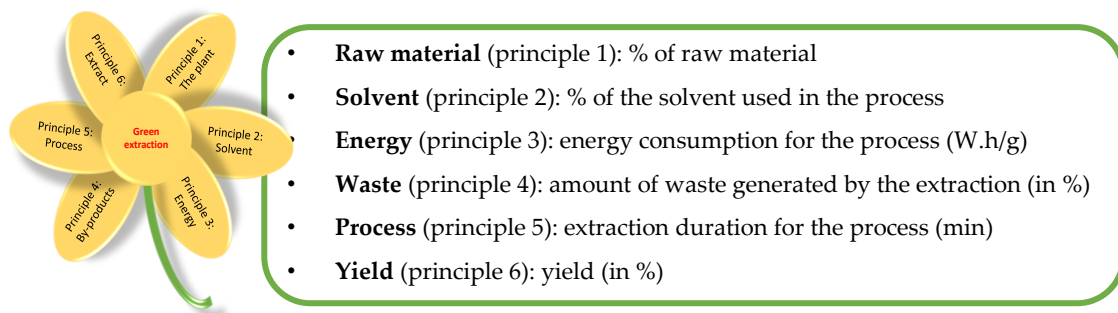 Principle 1:
The plant
Principle 2:
Solvent
Principle 3:
Energy
Principle 4:
By-products
Principle 5:
Process
Principle 6:
Extract
Green
extraction
• Raw material (principle 1): % of raw material
• Solvent (principle 2): % of the solvent used in the process
• Energy (principle 3): energy consumption for the process (W.h/g)
• Waste (principle 4): amount of waste generated by the extraction (in %)
• Process (principle 5): extraction duration for the process (min)
• Yield (principle 6): yield (in %)